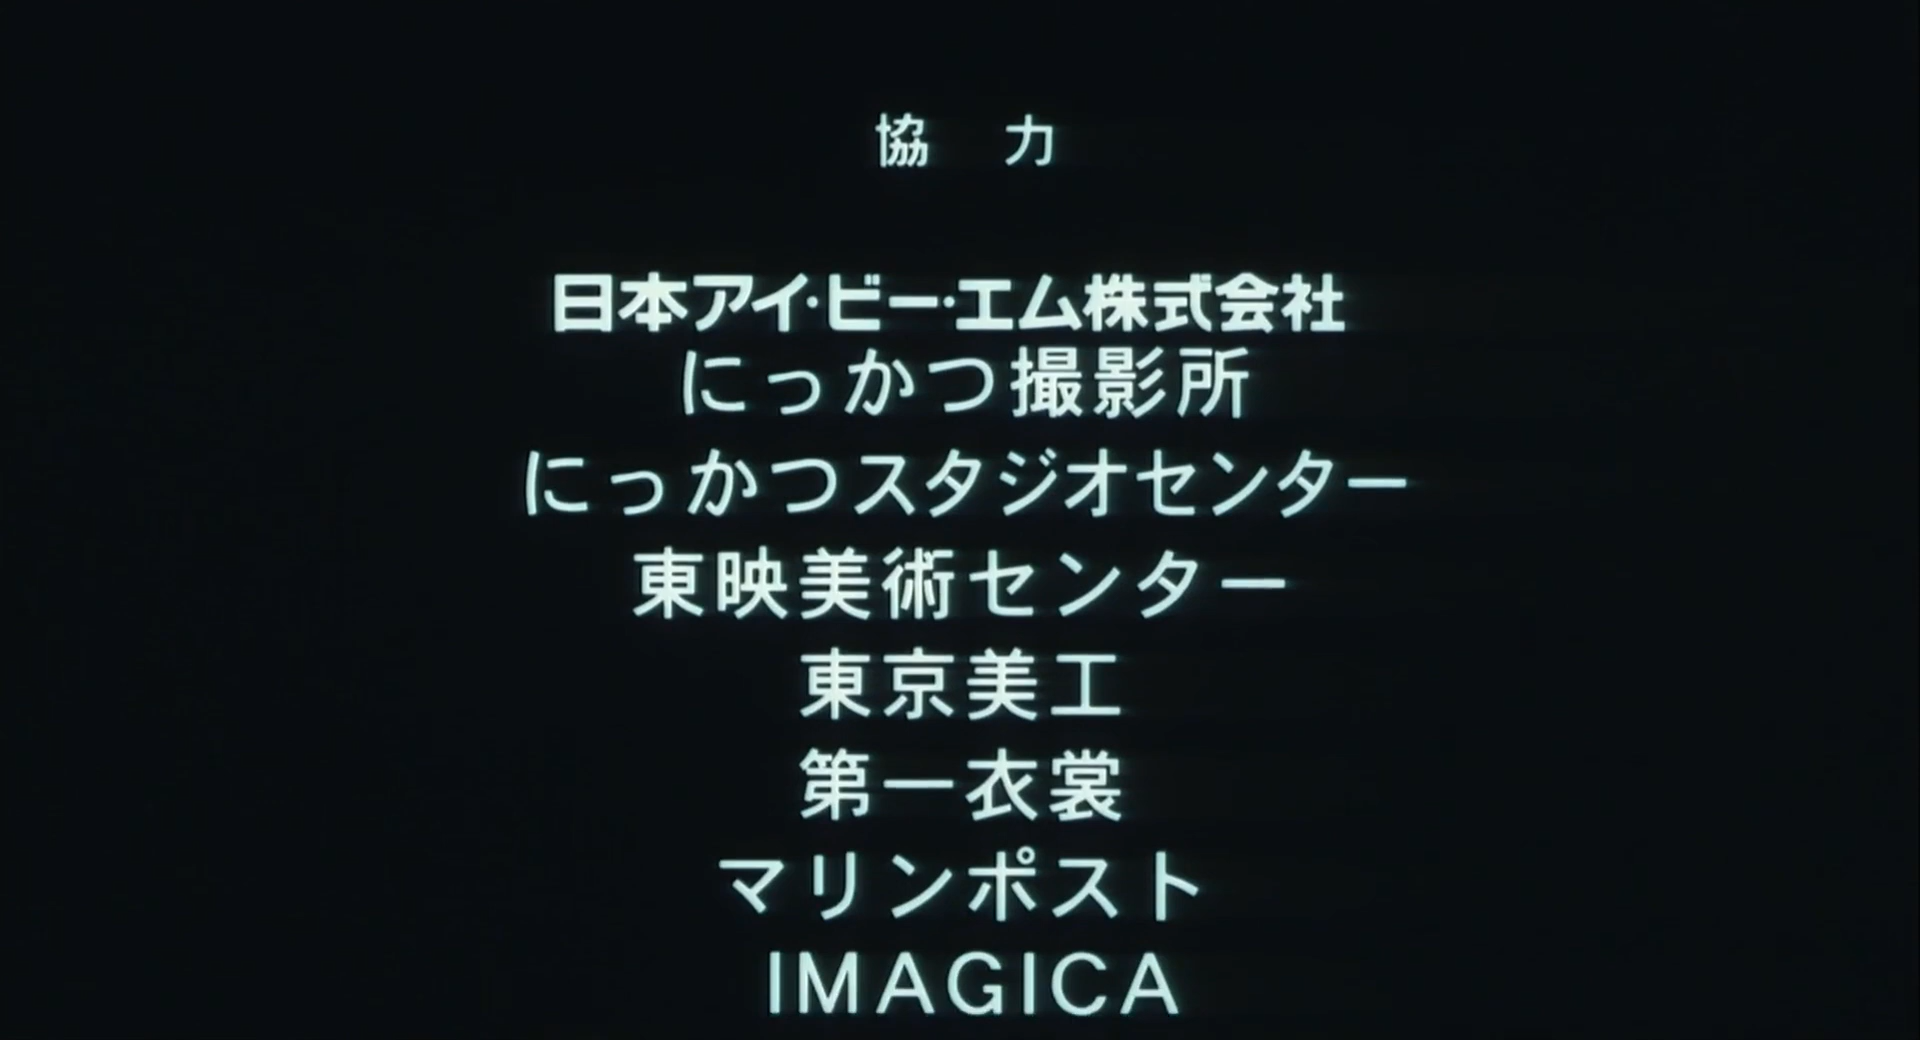 協　力
日本アイ・ビー・エム株式会社
にっかつ撮影所
にっかつスタジオセンター
東映美術センター
東京美工
第一衣裳
マリンポスト
IMAGICA